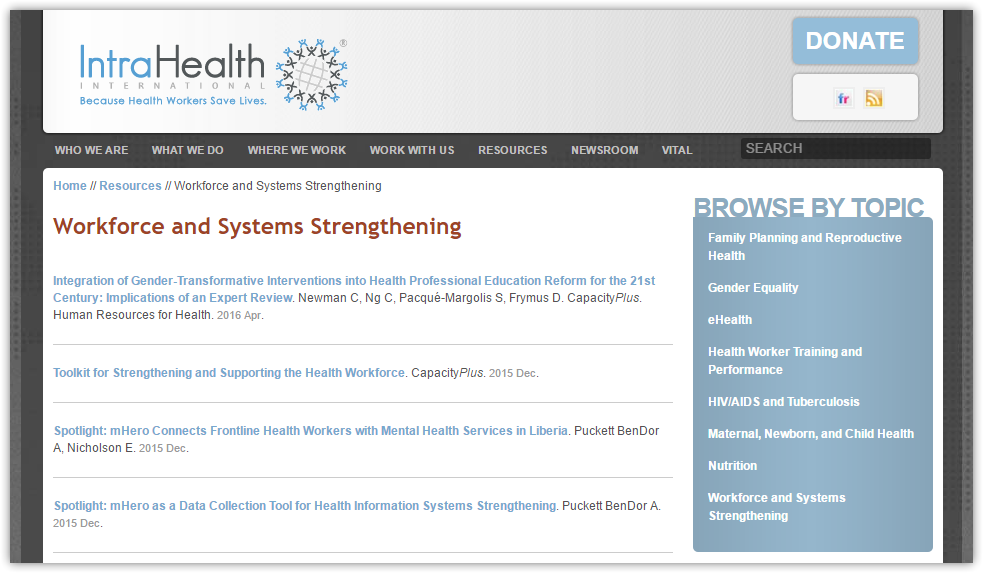 IntraHealth ®
INTERNATIONAL
Because Health Workers Save Lives.
DONATE
fr
WHO WE ARE WHAT WE DO WHERE WE WORK WORK WITH US RESOURCES NEWSROOM VITAL SEARCH
Home // Resources // Workforce and Systems Strengthening
Workforce and Systems Strengthening
Integration of Gender-Transformative Interventions into Health Professional Education Reform for the 21st
Century: Implications of an Expert Review. Newman C, Ng C, Pacqué-Margolis S, Frymus D. CapacityPlus.
Human Resources for Health. 2016 Apr.
Toolkit for Strengthening and Supporting the Health Workforce. CapacityPlus. 2015 Dec.
Spotlight: mHero Connects Frontline Health Workers with Mental Health Services in Liberia. Puckett BenDor
A, Nicholson E. 2015 Dec.
Spotlight: mHero as a Data Collection Tool for Health Information Systems Strengthening. Puckett BenDor A.
2015 Dec.
BROWSE BY TOPIC
Family Planning and Reproductive
Health
Gender Equality
eHealth
Health Worker Training and
Performance
HIV/AIDS and Tuberculosis
Maternal, Newborn, and Child Health
Nutrition
Workforce and Systems
Strengthening